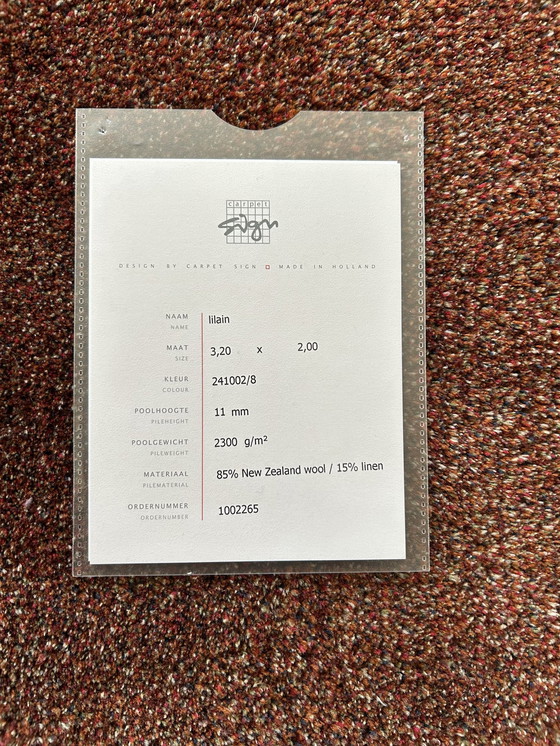 carpet
Sign
DESIGN BY CARPET SIGN MADE IN HOLLAND
NAAM lilain
NAME
MAAT 3,20 x 2,00
SIZE
KLEUR 241002/8
COLOUR
POOLHOOGTE 11 mm
PILEHEIGHT
POOLGEWICHT 2300 g/m²
PILEWEIGHT
MATERIAAL 85% New Zealand wool / 15% linen
PILEMATERIAL
ORDERNUMMER 1002265
ORDERNUMBER